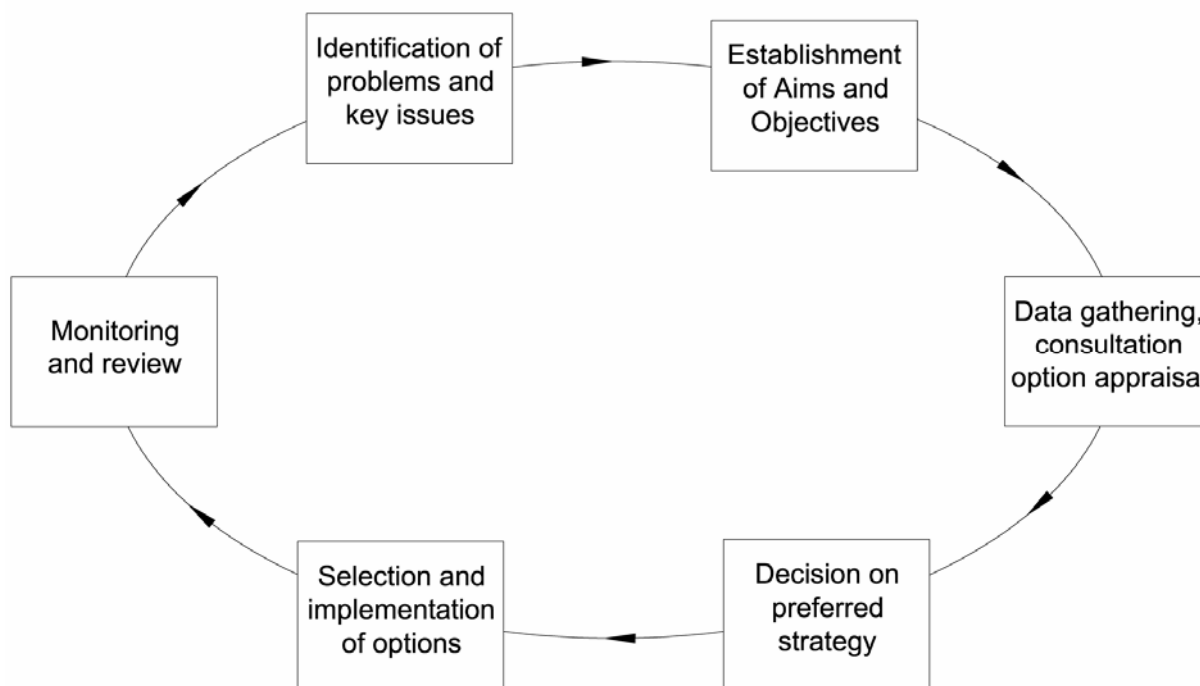 Identification of
problems and
key issues
Establishment
of Aims and
Objectives
Data gathering,
consultation
option appraisa
Decision on
preferred
strategy
Selection and
implementation
of options
Monitoring
and review